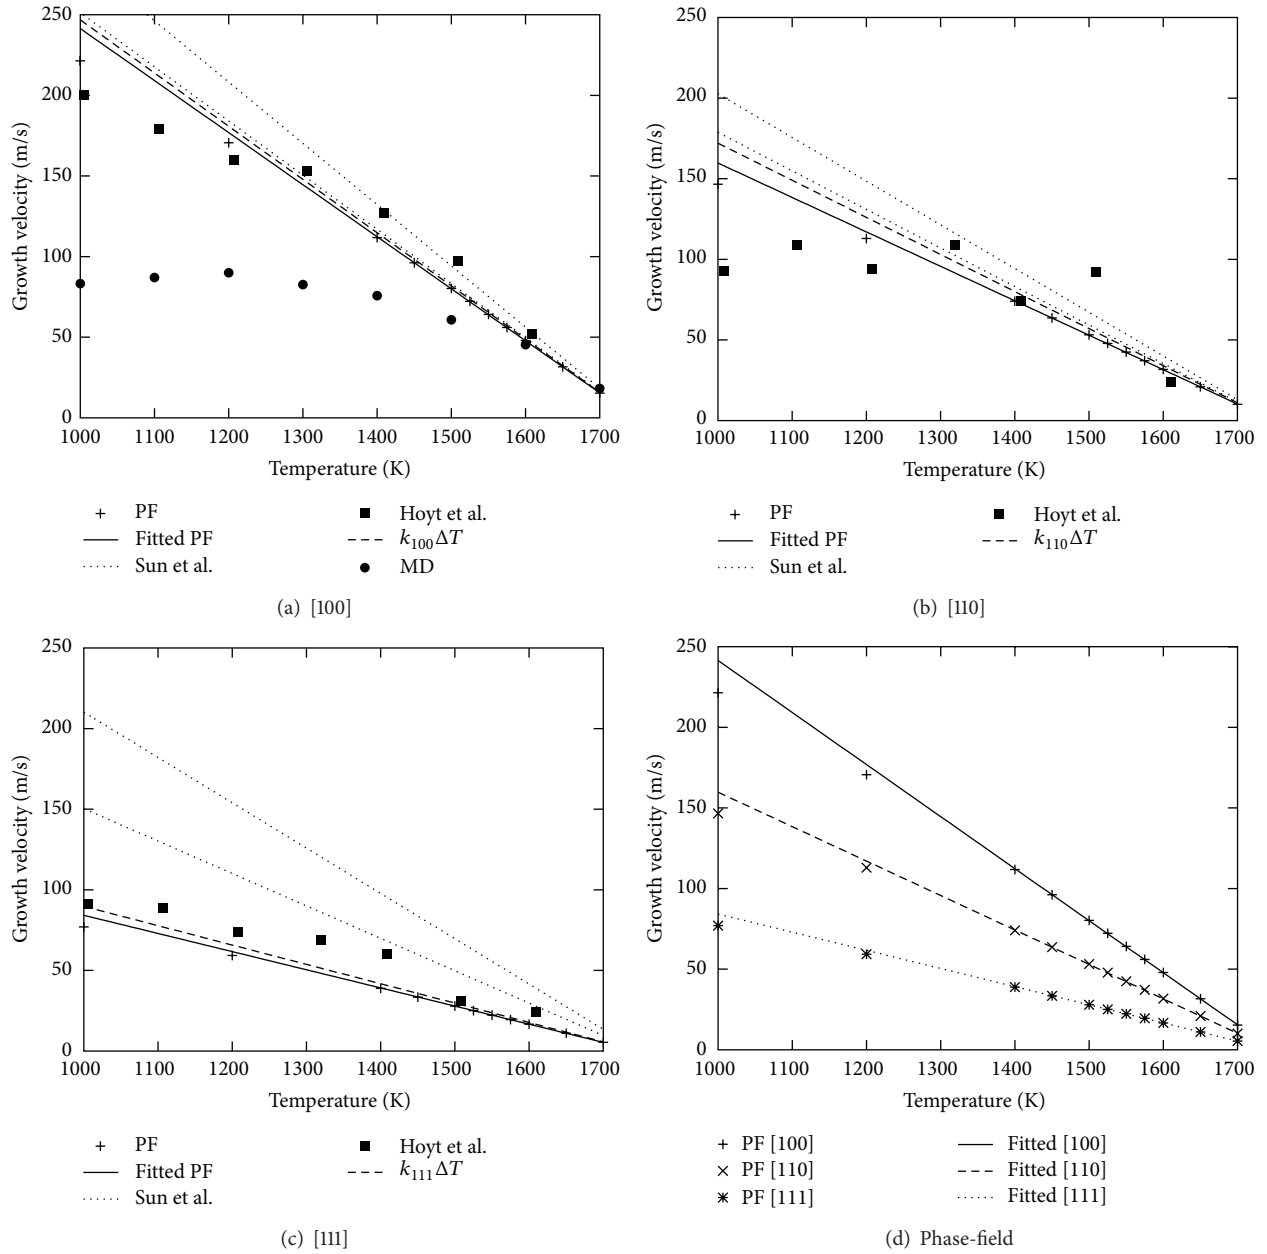 250
200
150
100
50
0
Growth velocity (m/s)
1000 1100 1200 1300 1400 1500 1600 1700
Temperature (K)
PF
Fitted PF
Sun et al.
Hoyt et al.
k₁₀₀ΔT
MD
(a) [100]
250
200
150
100
50
0
Growth velocity (m/s)
1000 1100 1200 1300 1400 1500 1600 1700
Temperature (K)
PF
Fitted PF
Sun et al.
Hoyt et al.
k₁₁₀ΔT
(b) [110]
250
200
150
100
50
0
Growth velocity (m/s)
1000 1100 1200 1300 1400 1500 1600 1700
Temperature (K)
PF
Fitted PF
Sun et al.
Hoyt et al.
k₁₁₁ΔT
(c) [111]
250
200
150
100
50
0
Growth velocity (m/s)
1000 1100 1200 1300 1400 1500 1600 1700
Temperature (K)
PF [100]
PF [110]
PF [111]
Fitted [100]
Fitted [110]
Fitted [111]
(d) Phase-field